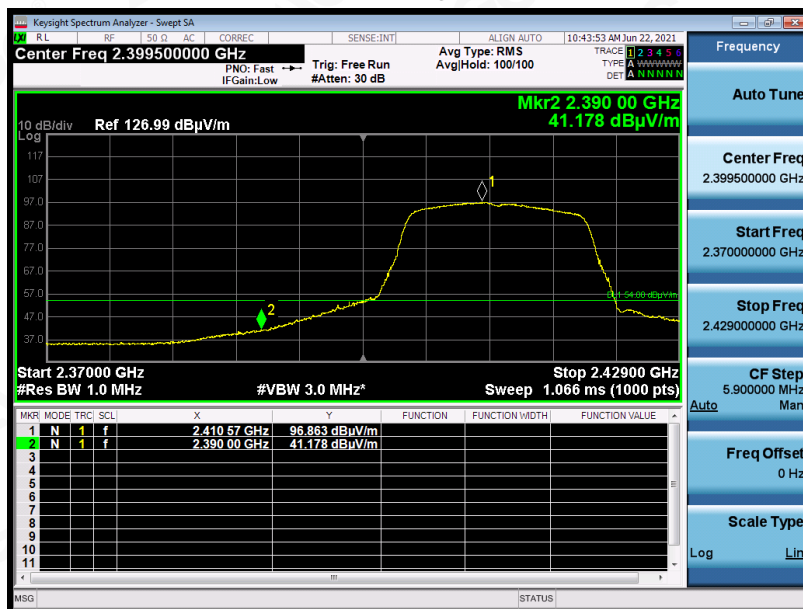 Keysight Spectrum Analyzer - Swept SA
LXI RL RF 50 Ω AC CORREC SENSE:INT ALIGN AUTO 10:43:53 AM Jun 22, 2021
Center Freq 2.399500000 GHz
PNO: Fast
IFGain:Low
Trig: Free Run
#Atten: 30 dB
Avg Type: RMS
Avg|Hold: 100/100
TRACE 1 2 3 4 5 6
TYPE A WWWWW
DET A N N N N N
Mkr2 2.390 00 GHz
41.178 dBµV/m
10 dB/div Ref 126.99 dBµV/m
Log
117
107
97.0
87.0
77.0
67.0
57.0
47.0
37.0
1
2
DL1 54.00 dBµV/m
Start 2.37000 GHz Stop 2.42900 GHz
#Res BW 1.0 MHz #VBW 3.0 MHz* Sweep 1.066 ms (1000 pts)
MKR MODE TRC SCL X Y FUNCTION FUNCTION WIDTH FUNCTION VALUE
1 N 1 f 2.410 57 GHz 96.863 dBµV/m
2 N 1 f 2.390 00 GHz 41.178 dBµV/m
3
4
5
6
7
8
9
10
11
MSG STATUS
Frequency
Auto Tune
Center Freq
2.399500000 GHz
Start Freq
2.370000000 GHz
Stop Freq
2.429000000 GHz
CF Step
5.900000 MHz
Auto Man
Freq Offset
0 Hz
Scale Type
Log Lin